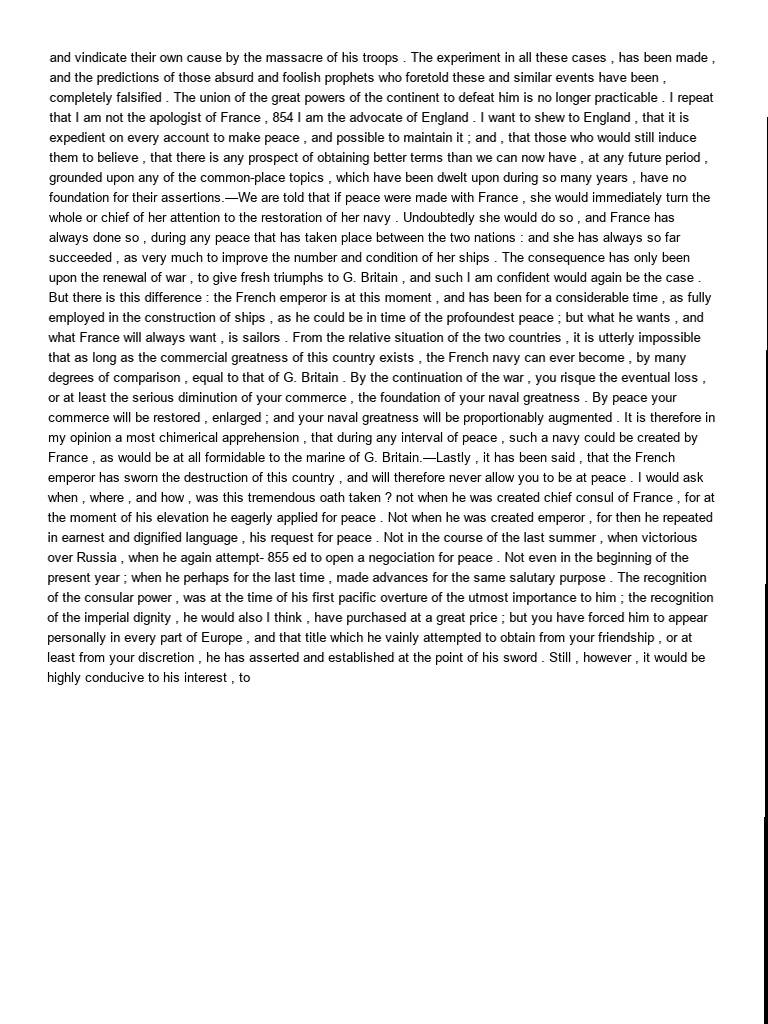 and vindicate their own cause by the massacre of his troops . The experiment in all these cases , has been made ,
and the predictions of those absurd and foolish prophets who foretold these and similar events have been ,
completely falsified . The union of the great powers of the continent to defeat him is no longer practicable . I repeat
that I am not the apologist of France , 854 I am the advocate of England . I want to shew to England , that it is
expedient on every account to make peace , and possible to maintain it ; and , that those who would still induce
them to believe , that there is any prospect of obtaining better terms than we can now have , at any future period ,
grounded upon any of the common-place topics , which have been dwelt upon during so many years , have no
foundation for their assertions.—We are told that if peace were made with France , she would immediately turn the
whole or chief of her attention to the restoration of her navy . Undoubtedly she would do so , and France has
always done so , during any peace that has taken place between the two nations : and she has always so far
succeeded , as very much to improve the number and condition of her ships . The consequence has only been
upon the renewal of war , to give fresh triumphs to G. Britain , and such I am confident would again be the case .
But there is this difference : the French emperor is at this moment , and has been for a considerable time , as fully
employed in the construction of ships , as he could be in time of the profoundest peace ; but what he wants , and
what France will always want , is sailors . From the relative situation of the two countries , it is utterly impossible
that as long as the commercial greatness of this country exists , the French navy can ever become , by many
degrees of comparison , equal to that of G. Britain . By the continuation of the war , you risque the eventual loss ,
or at least the serious diminution of your commerce , the foundation of your naval greatness . By peace your
commerce will be restored , enlarged ; and your naval greatness will be proportionably augmented . It is therefore in
my opinion a most chimerical apprehension , that during any interval of peace , such a navy could be created by
France , as would be at all formidable to the marine of G. Britain.—Lastly , it has been said , that the French
emperor has sworn the destruction of this country , and will therefore never allow you to be at peace . I would ask
when , where , and how , was this tremendous oath taken ? not when he was created chief consul of France , for at
the moment of his elevation he eagerly applied for peace . Not when he was created emperor , for then he repeated
in earnest and dignified language , his request for peace . Not in the course of the last summer , when victorious
over Russia , when he again attempt- 855 ed to open a negociation for peace . Not even in the beginning of the
present year ; when he perhaps for the last time , made advances for the same salutary purpose . The recognition
of the consular power , was at the time of his first pacific overture of the utmost importance to him ; the recognition
of the imperial dignity , he would also I think , have purchased at a great price ; but you have forced him to appear
personally in every part of Europe , and that title which he vainly attempted to obtain from your friendship , or at
least from your discretion , he has asserted and established at the point of his sword . Still , however , it would be
highly conducive to his interest , to